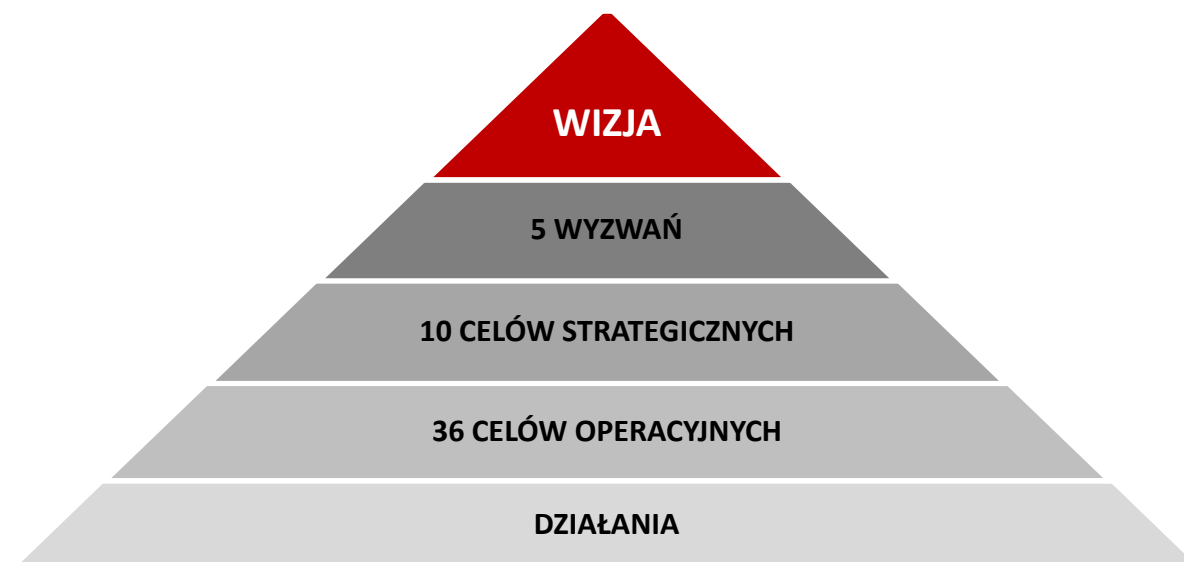 WIZJA
5 WYZWAŃ
10 CELÓW STRATEGICZNYCH
36 CELÓW OPERACYJNYCH
DZIAŁANIA